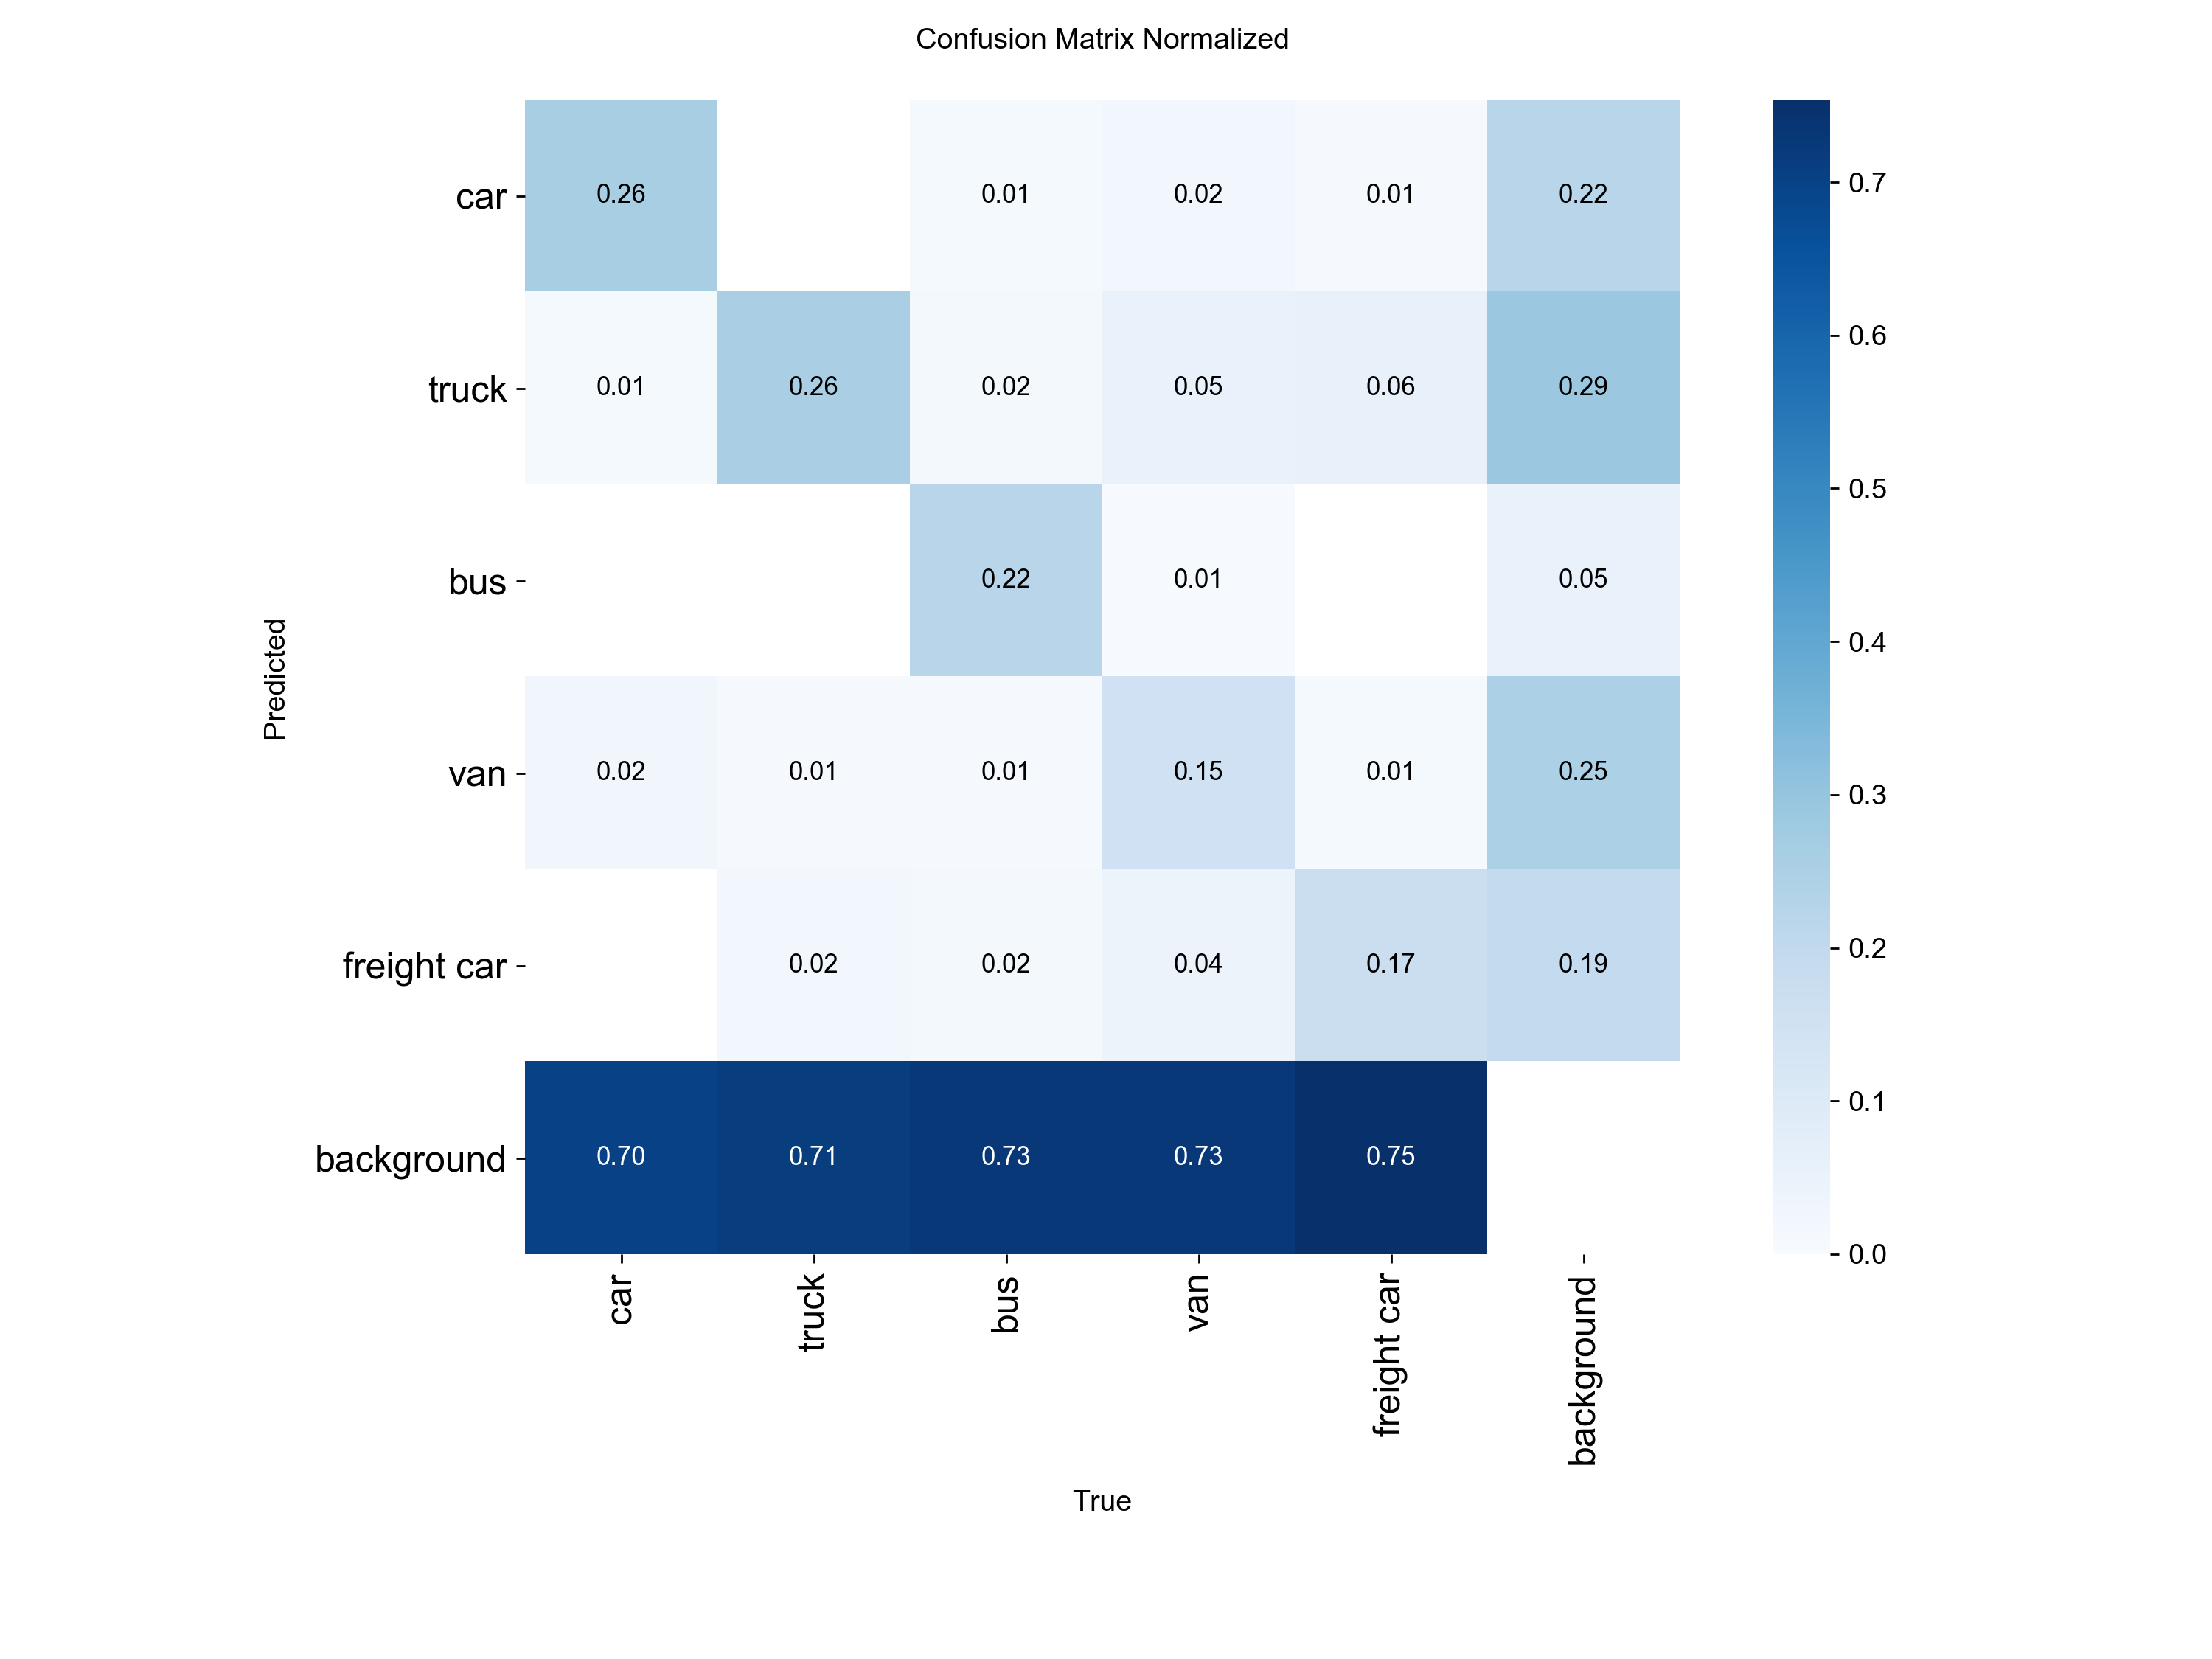 Confusion Matrix Normalized
car 0.26 0.01 0.02 0.01 0.22
truck 0.01 0.26 0.02 0.05 0.06 0.29
bus 0.22 0.01 0.05
van 0.02 0.01 0.01 0.15 0.01 0.25
freight car 0.02 0.02 0.04 0.17 0.19
background 0.70 0.71 0.73 0.73 0.75
Predicted
car truck bus van freight car background
True
0.7
0.6
0.5
0.4
0.3
0.2
0.1
0.0